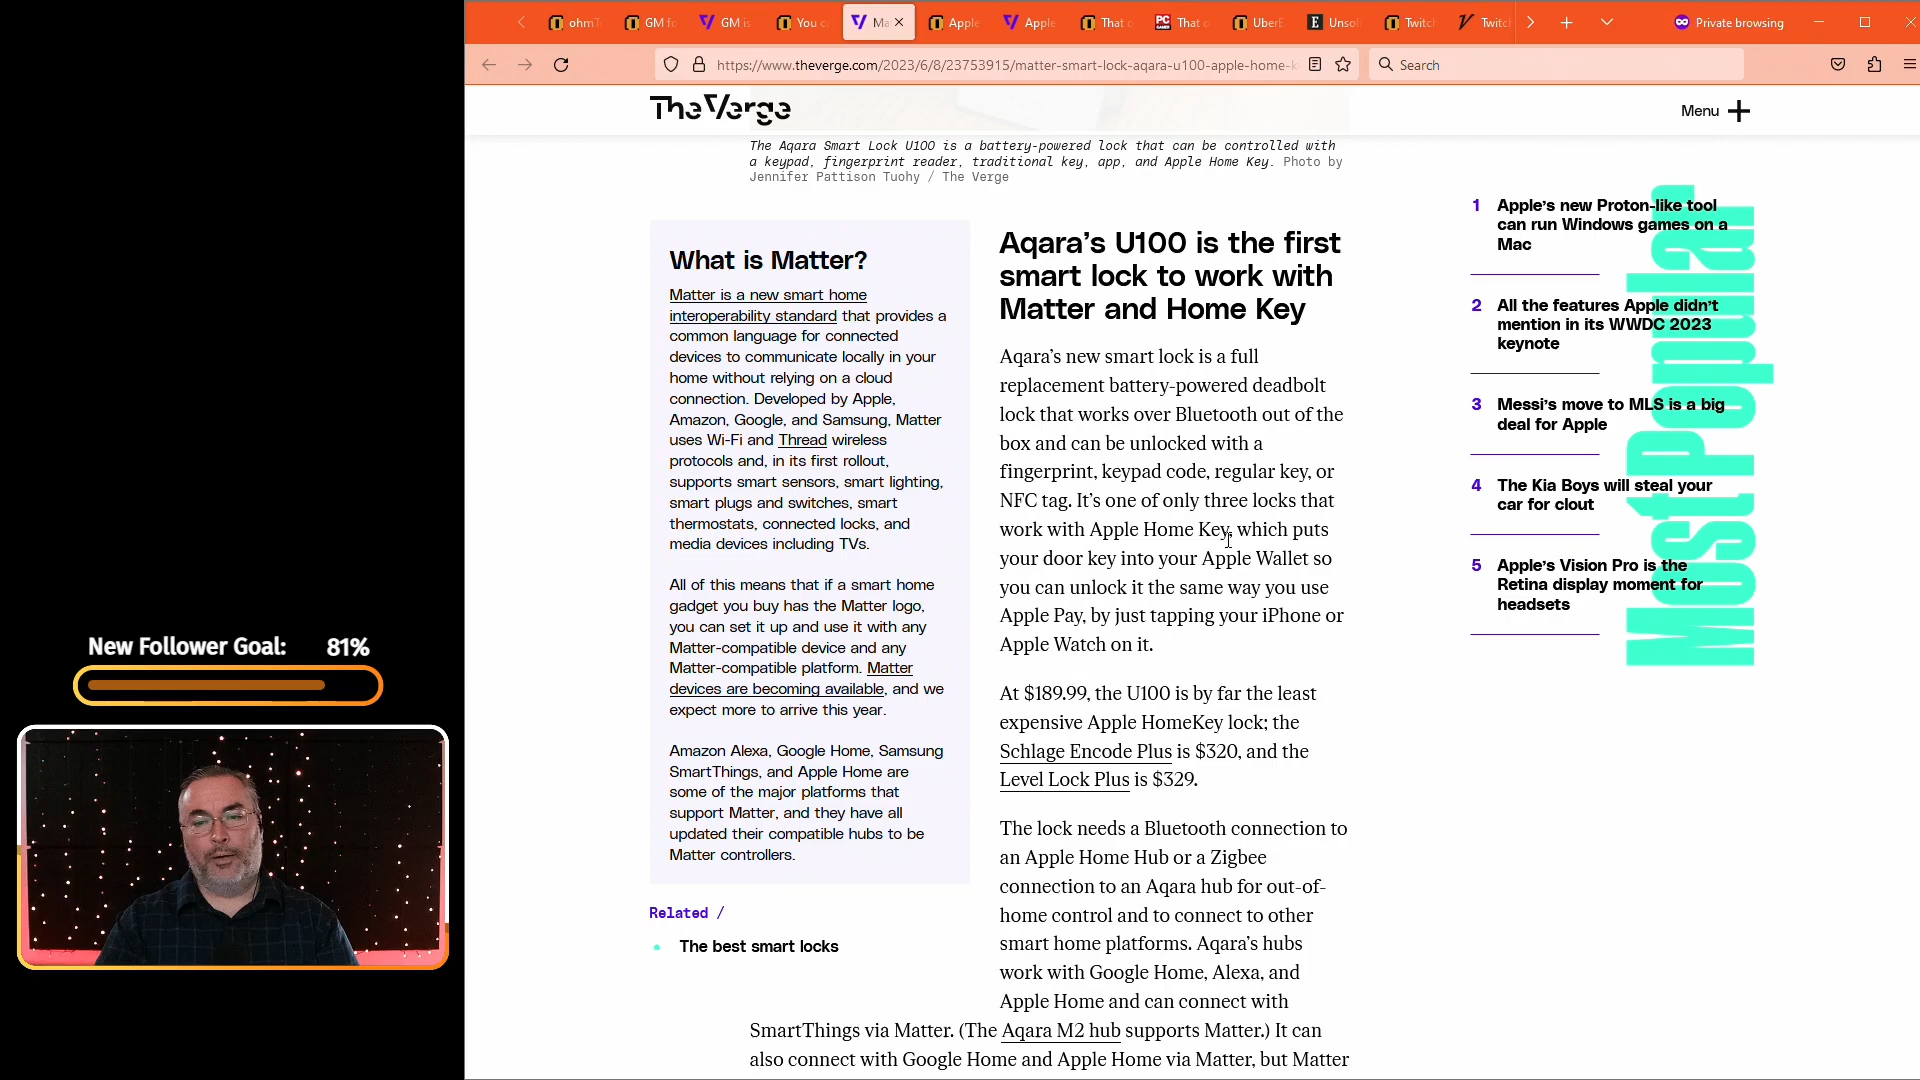 ohmT
GM fo
GM is
You ca
Ma
Apple
Apple
That o
That o
UberE
Unsol
Twitch
Twitch
Private browsing
https://www.theverge.com/2023/6/8/23753915/matter-smart-lock-aqara-u100-apple-home-k
Search
The Verge
Menu
The Aqara Smart Lock U100 is a battery-powered lock that can be controlled with
a keypad, fingerprint reader, traditional key, app, and Apple Home Key. Photo by
Jennifer Pattison Tuohy / The Verge
What is Matter?
Matter is a new smart home
interoperability standard that provides a
common language for connected
devices to communicate locally in your
home without relying on a cloud
connection. Developed by Apple,
Amazon, Google, and Samsung, Matter
uses Wi-Fi and Thread wireless
protocols and, in its first rollout,
supports smart sensors, smart lighting,
smart plugs and switches, smart
thermostats, connected locks, and
media devices including TVs.
All of this means that if a smart home
gadget you buy has the Matter logo,
you can set it up and use it with any
Matter-compatible device and any
Matter-compatible platform. Matter
devices are becoming available, and we
expect more to arrive this year.
Amazon Alexa, Google Home, Samsung
SmartThings, and Apple Home are
some of the major platforms that
support Matter, and they have all
updated their compatible hubs to be
Matter controllers.
Related /
The best smart locks
Aqara's U100 is the first
smart lock to work with
Matter and Home Key
Aqara's new smart lock is a full
replacement battery-powered deadbolt
lock that works over Bluetooth out of the
box and can be unlocked with a
fingerprint, keypad code, regular key, or
NFC tag. It's one of only three locks that
work with Apple Home Key, which puts
your door key into your Apple Wallet so
you can unlock it the same way you use
Apple Pay, by just tapping your iPhone or
Apple Watch on it.
At $189.99, the U100 is by far the least
expensive Apple HomeKey lock; the
Schlage Encode Plus is $320, and the
Level Lock Plus is $329.
The lock needs a Bluetooth connection to
an Apple Home Hub or a Zigbee
connection to an Aqara hub for out-of-
home control and to connect to other
smart home platforms. Aqara's hubs
work with Google Home, Alexa, and
Apple Home and can connect with
SmartThings via Matter. (The Aqara M2 hub supports Matter.) It can
also connect with Google Home and Apple Home via Matter, but Matter
Most Popular
1 Apple's new Proton-like tool
can run Windows games on a
Mac
2 All the features Apple didn't
mention in its WWDC 2023
keynote
3 Messi's move to MLS is a big
deal for Apple
4 The Kia Boys will steal your
car for clout
5 Apple's Vision Pro is the
Retina display moment for
headsets
New Follower Goal: 81%